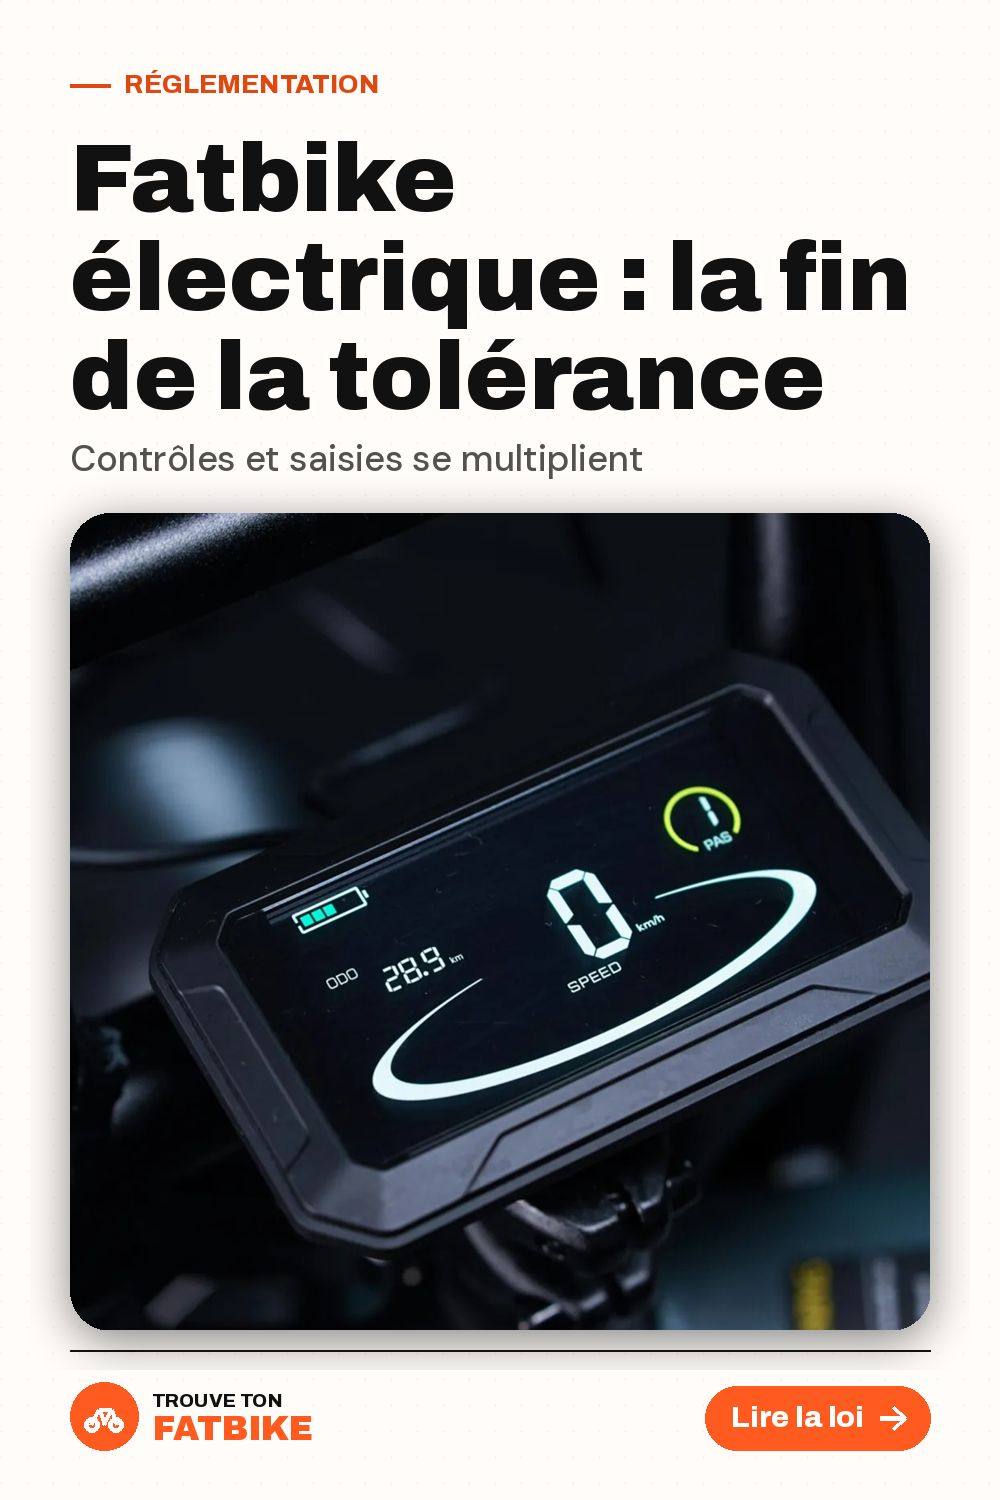 RÉGLEMENTATION
Fatbike
électrique : la fin
de la tolérance
Contrôles et saisies se multiplient
1
PAS
0 km/h
SPEED
ODO 28.9 km
TROUVE TON
FATBIKE
Lire la loi →